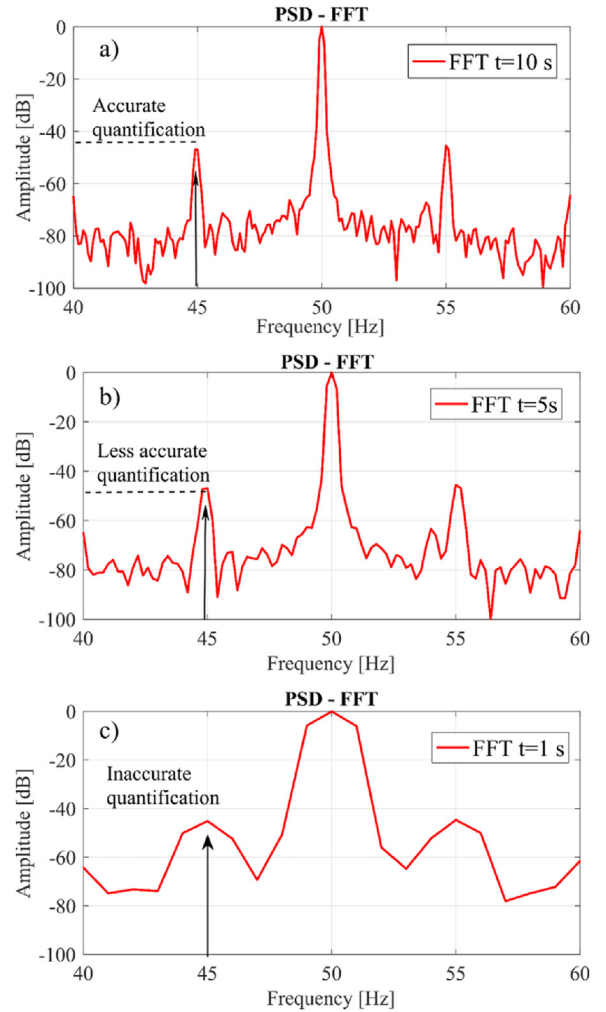 PSD - FFT
a)
FFT t=10 s
Accurate
quantification
Amplitude [dB]
0
-20
-40
-60
-80
-100
40
45
50
55
60
Frequency [Hz]
PSD - FFT
b)
FFT t=5s
Less accurate
quantification
Amplitude [dB]
0
-20
-40
-60
-80
-100
40
45
50
55
60
Frequency [Hz]
PSD - FFT
c)
FFT t=1 s
Inaccurate
quantification
Amplitude [dB]
0
-20
-40
-60
-80
-100
40
45
50
55
60
Frequency [Hz]